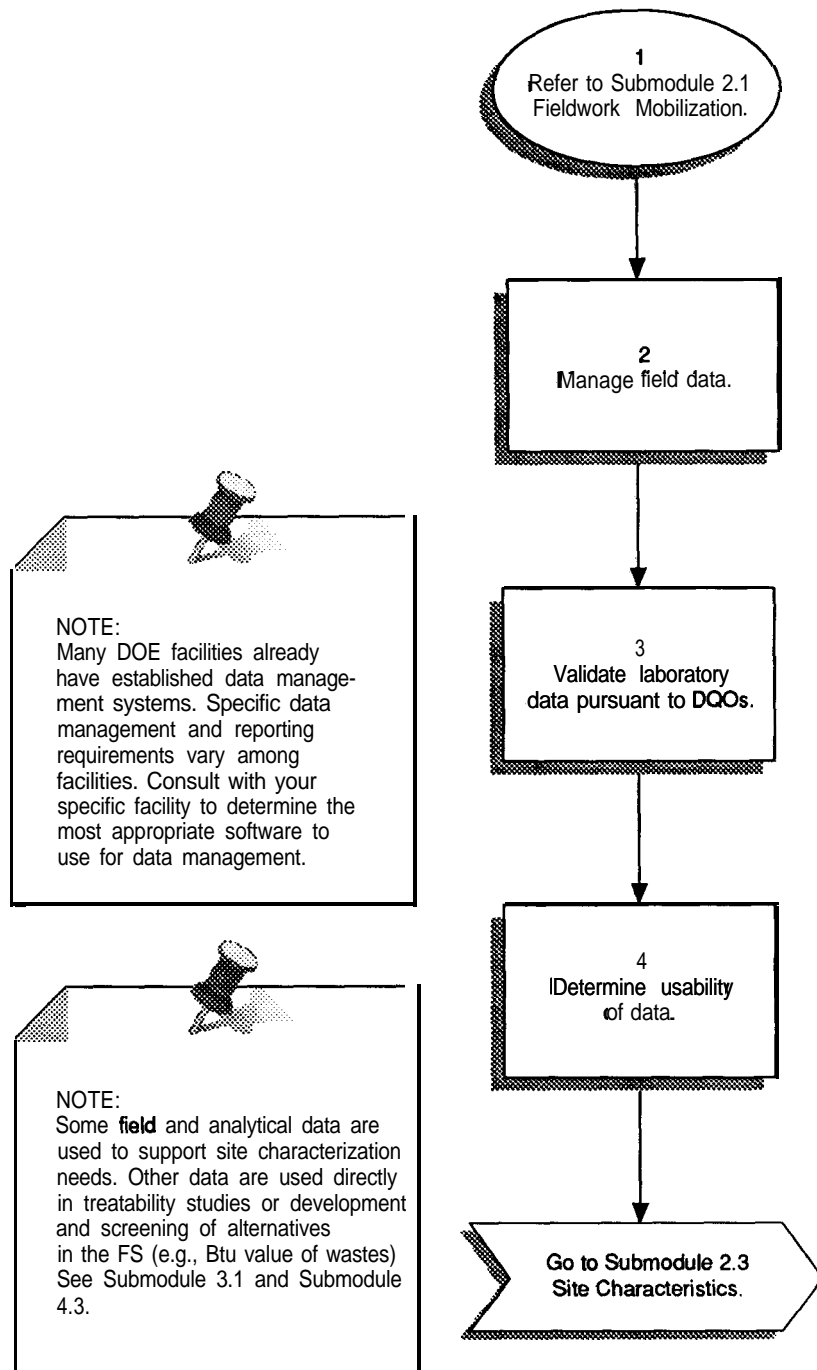 1
Refer to Submodule 2.1
Fieldwork Mobilization.
2
Manage field data.
3
Validate laboratory
data pursuant to DQOs.
4
Determine usability
of data.
Go to Submodule 2.3
Site Characteristics.
NOTE:
Many DOE facilities already
have established data manage-
ment systems. Specific data
management and reporting
requirements vary among
facilities. Consult with your
specific facility to determine the
most appropriate software to
use for data management.
NOTE:
Some field and analytical data are
used to support site characterization
needs. Other data are used directly
in treatability studies or development
and screening of alternatives
in the FS (e.g., Btu value of wastes)
See Submodule 3.1 and Submodule
4.3.